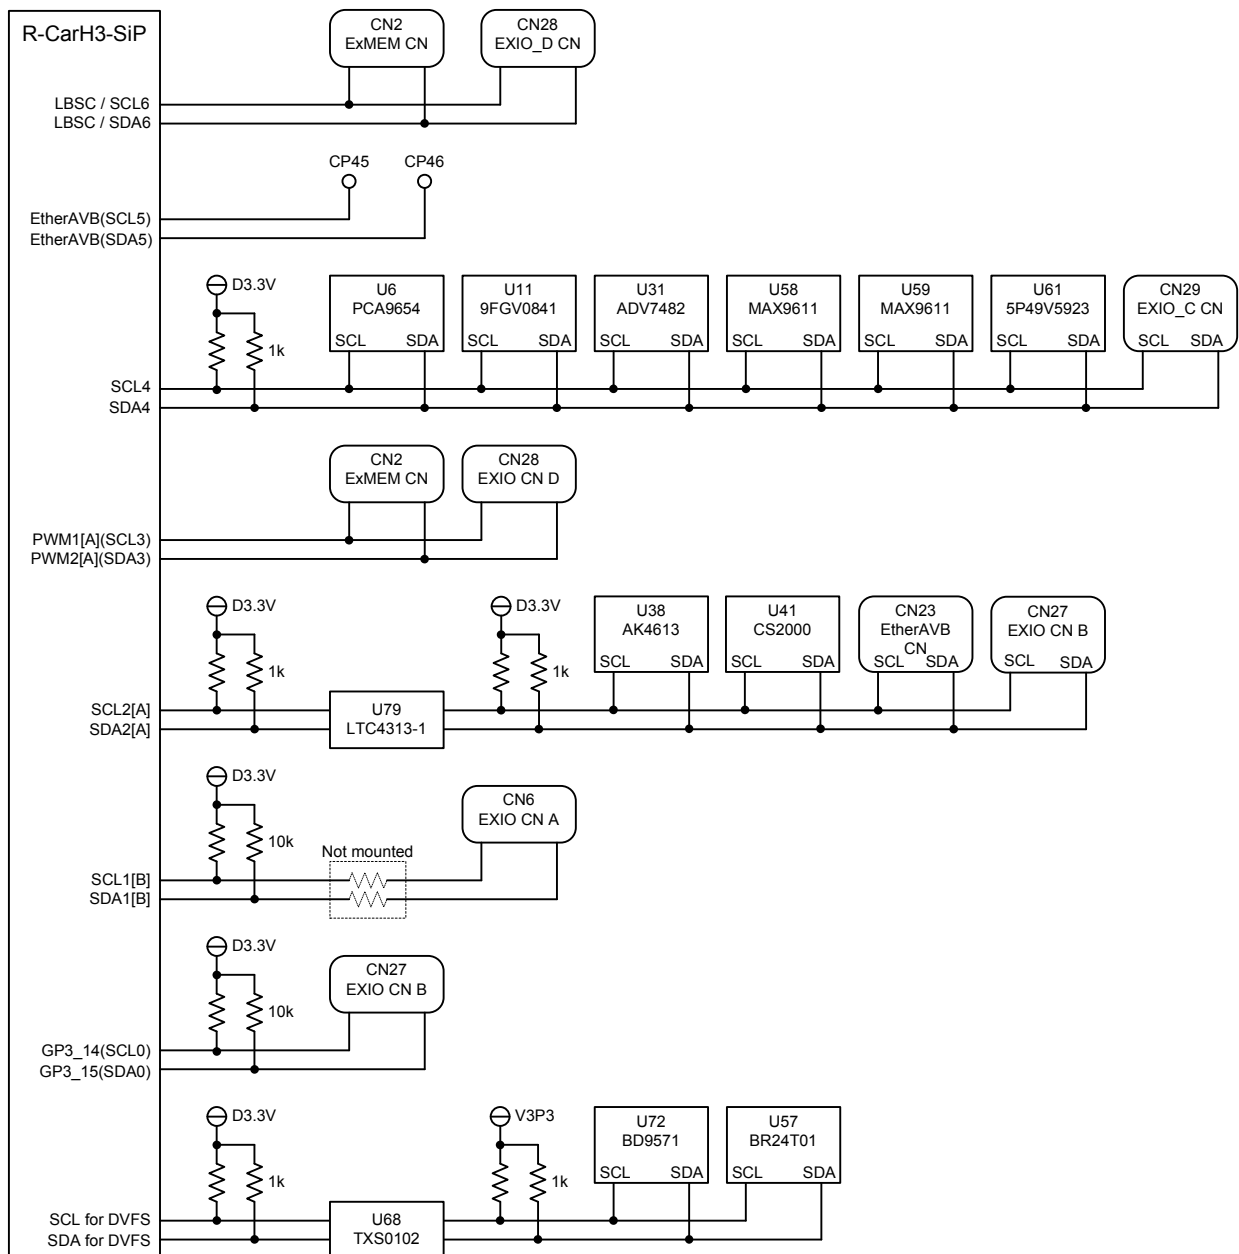 R-CarH3-SiP
CN2
ExMEM CN
CN28
EXIO_D CN
LBSC / SCL6
LBSC / SDA6
CP45
CP46
EtherAVB(SCL5)
EtherAVB(SDA5)
D3.3V
1k
U6
PCA9654
SCL SDA
U11
9FGV0841
SCL SDA
U31
ADV7482
SCL SDA
U58
MAX9611
SCL SDA
U59
MAX9611
SCL SDA
U61
5P49V5923
SCL SDA
CN29
EXIO_C CN
SCL SDA
SCL4
SDA4
CN2
ExMEM CN
CN28
EXIO CN D
PWM1[A](SCL3)
PWM2[A](SDA3)
D3.3V
1k
D3.3V
1k
U38
AK4613
SCL SDA
U41
CS2000
SCL SDA
CN23
EtherAVB
CN
SCL SDA
CN27
EXIO CN B
SCL SDA
SCL2[A]
SDA2[A]
U79
LTC4313-1
D3.3V
10k
Not mounted
CN6
EXIO CN A
SCL1[B]
SDA1[B]
D3.3V
10k
CN27
EXIO CN B
GP3_14(SCL0)
GP3_15(SDA0)
D3.3V
1k
V3P3
1k
U72
BD9571
SCL SDA
U57
BR24T01
SCL SDA
SCL for DVFS
SDA for DVFS
U68
TXS0102